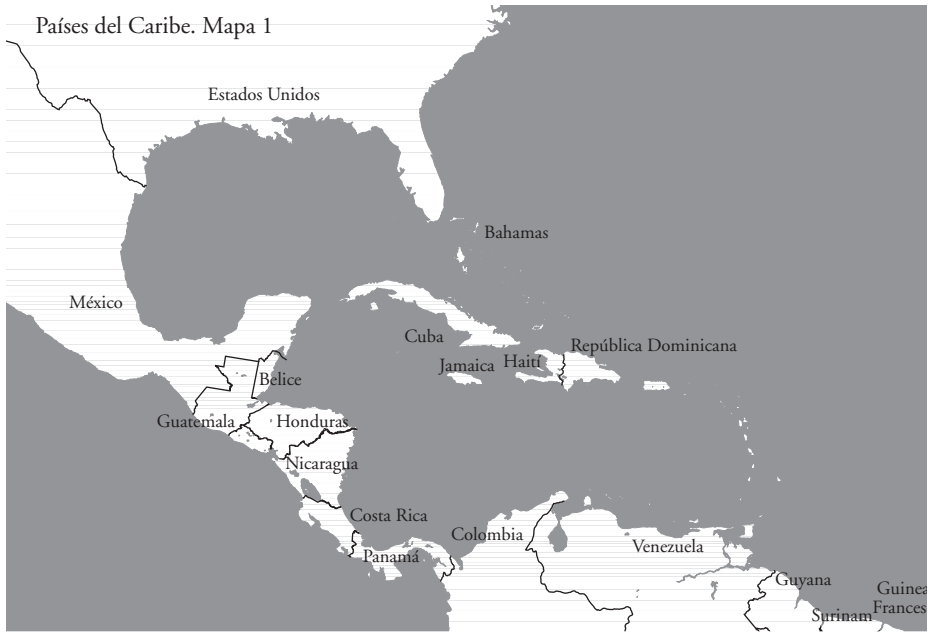 Países del Caribe. Mapa 1
Estados Unidos
Bahamas
México
Cuba
República Dominicana
Jamaica
Haití
Belice
Guatemala
Honduras
Nicaragua
Costa Rica
Colombia
Panamá
Venezuela
Guyana
Guinea
Frances
Surinam